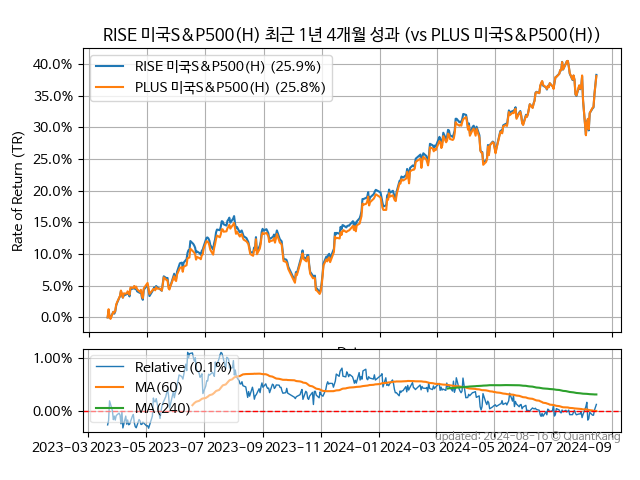 RISE 미국S&P500(H) 최근 1년 4개월 성과 (vs PLUS 미국S&P500(H))
Rate of Return (TR)
40.0%
35.0%
30.0%
25.0%
20.0%
15.0%
10.0%
5.0%
0.0%
RISE 미국S&P500(H) (25.9%)
PLUS 미국S&P500(H) (25.8%)
1.00%
0.00%
Relative (0.1%)
MA(60)
MA(240)
updated: 2024-08-16 © QuantKang
2023-03 2023-05 2023-07 2023-09 2023-11 2024-01 2024-03 2024-05 2024-07 2024-09